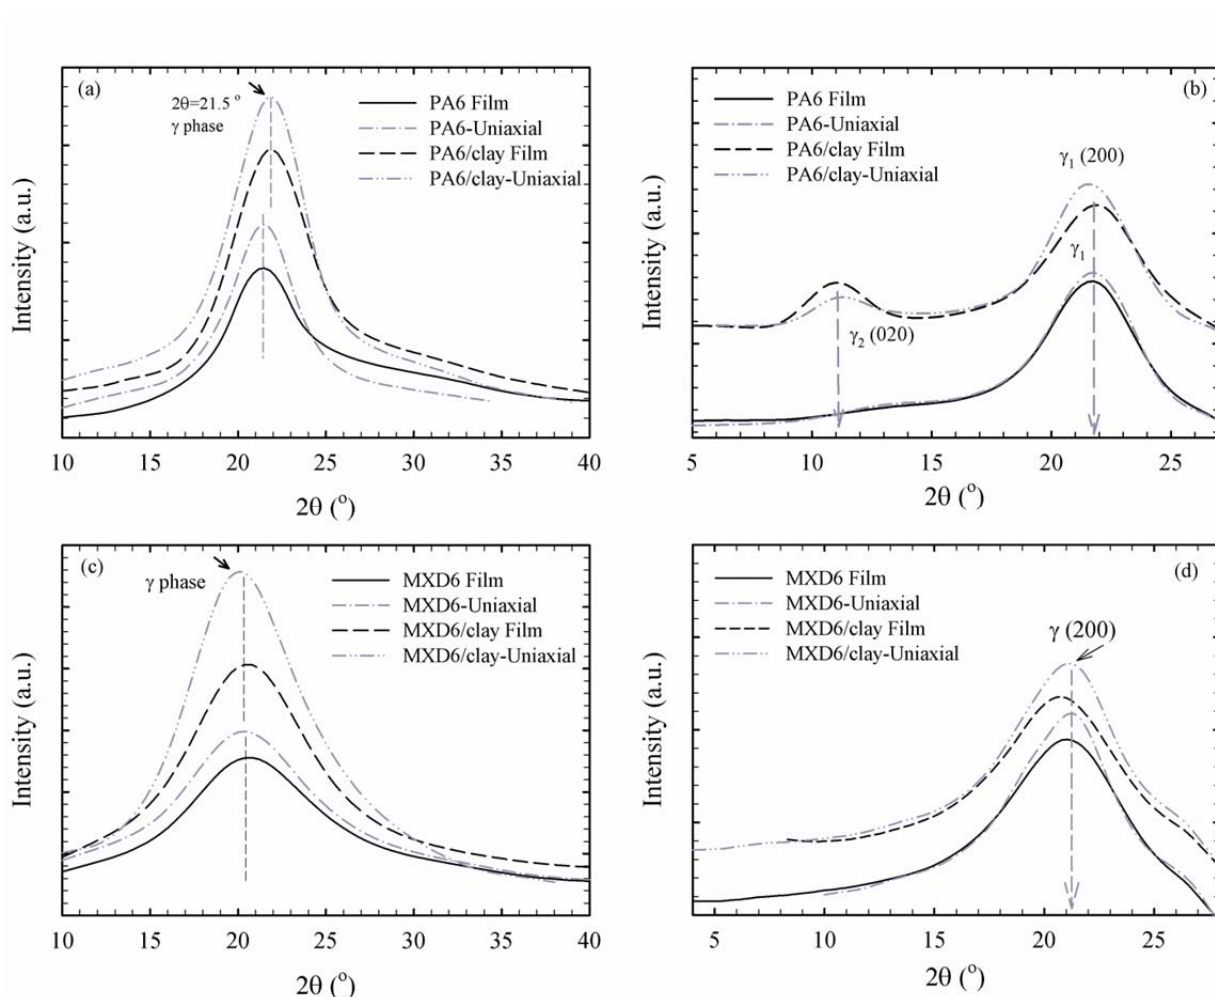 (a)
2θ=21.5 °
γ phase
PA6 Film
PA6-Uniaxial
PA6/clay Film
PA6/clay-Uniaxial
Intensity (a.u.)
10 15 20 25 30 35 40
2θ (°)
(b)
PA6 Film
PA6-Uniaxial
PA6/clay Film
PA6/clay-Uniaxial
γ₁ (200)
γ₁
γ₂ (020)
Intensity (a.u.)
5 10 15 20 25
2θ (°)
(c)
γ phase
MXD6 Film
MXD6-Uniaxial
MXD6/clay Film
MXD6/clay-Uniaxial
Intensity (a.u.)
10 15 20 25 30 35 40
2θ (°)
(d)
MXD6 Film
MXD6-Uniaxial
MXD6/clay Film
MXD6/clay-Uniaxial
γ (200)
Intensity (a.u.)
5 10 15 20 25
2θ (°)